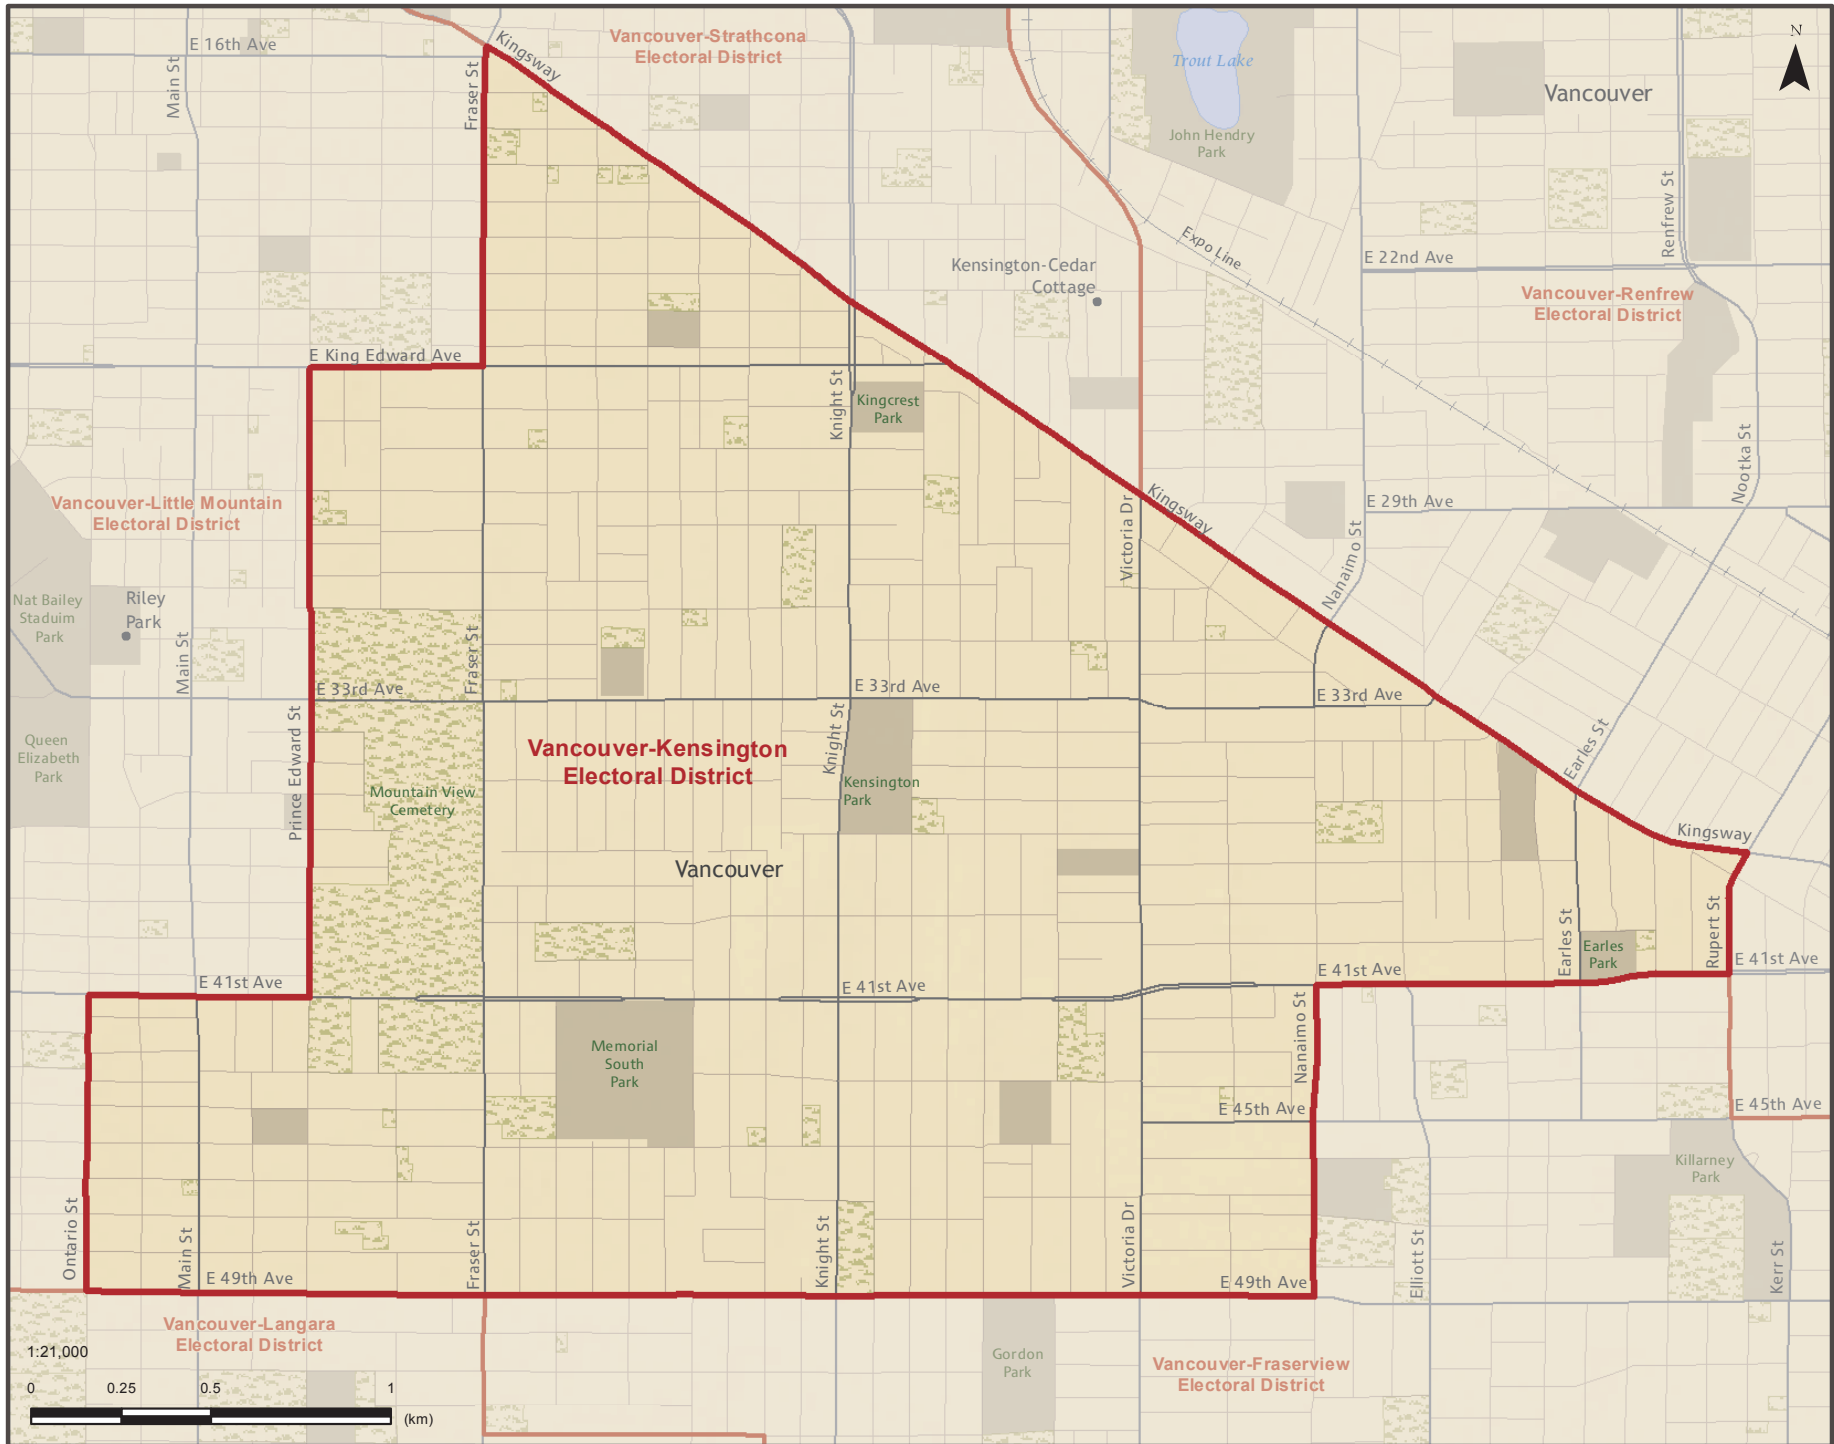 E 16th Ave
Main St
Fraser St
Kingsway
Vancouver-Strathcona
Electoral District
Trout Lake
John Hendry
Park
Vancouver
N
Renfrew St
Expo Line
E 22nd Ave
Kensington-Cedar
Cottage
Vancouver-Renfrew
Electoral District
E King Edward Ave
Knight St
Kingcrest
Park
Nootka St
Vancouver-Little Mountain
Electoral District
Victoria Dr
Kingsway
E 29th Ave
Nanaimo St
Nat Bailey
Staduim
Park
Riley
Park
Main St
Fraser St
E 33rd Ave
E 33rd Ave
E 33rd Ave
Prince Edward St
Queen
Elizabeth
Park
Vancouver-Kensington
Electoral District
Knight St
Kensington
Park
Mountain View
Cemetery
Earles St
Kingsway
Vancouver
Earles St
Earles
Park
Rupert St
E 41st Ave
E 41st Ave
E 41st Ave
E 41st Ave
Nanaimo St
Memorial
South
Park
E 45th Ave
E 45th Ave
Killarney
Park
Ontario St
Main St
Fraser St
Knight St
Victoria Dr
Elliott St
Kerr St
E 49th Ave
E 49th Ave
Vancouver-Langara
Electoral District
Gordon
Park
Vancouver-Fraserview
Electoral District
1:21,000
0 0.25 0.5 1
(km)